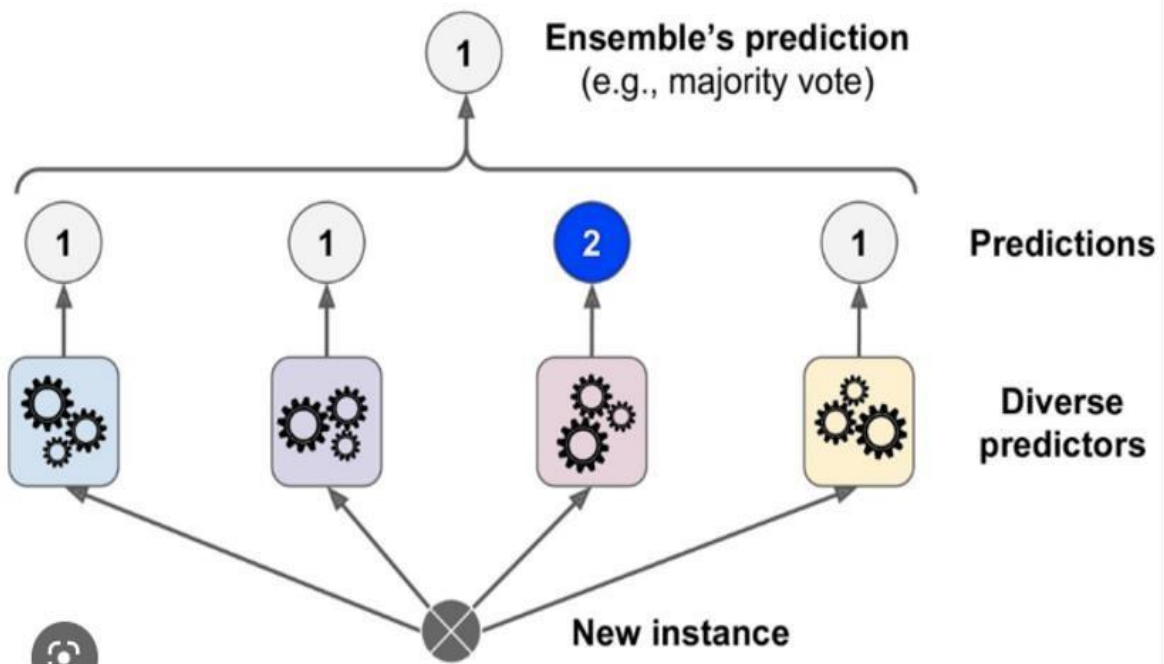 1
Ensemble's prediction
(e.g., majority vote)
1 1 2 1 Predictions
Diverse
predictors
New instance